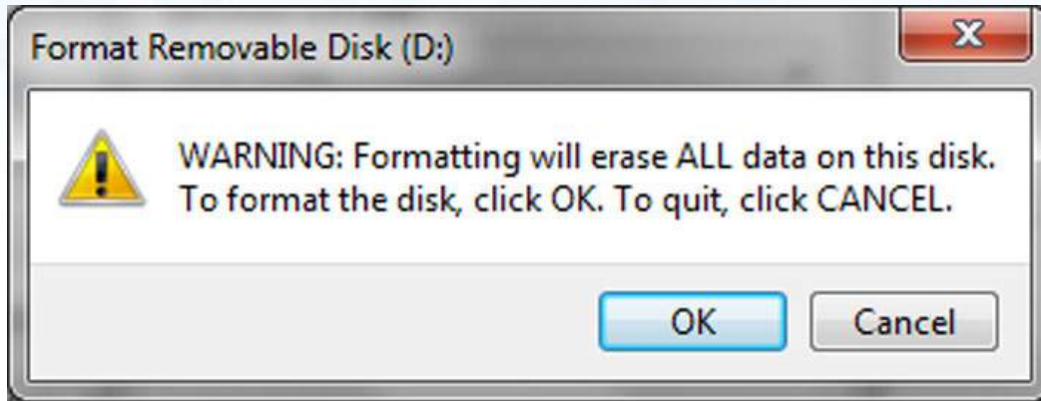 Format Removable Disk (D:)
WARNING: Formatting will erase ALL data on this disk.
To format the disk, click OK. To quit, click CANCEL.
OK
Cancel